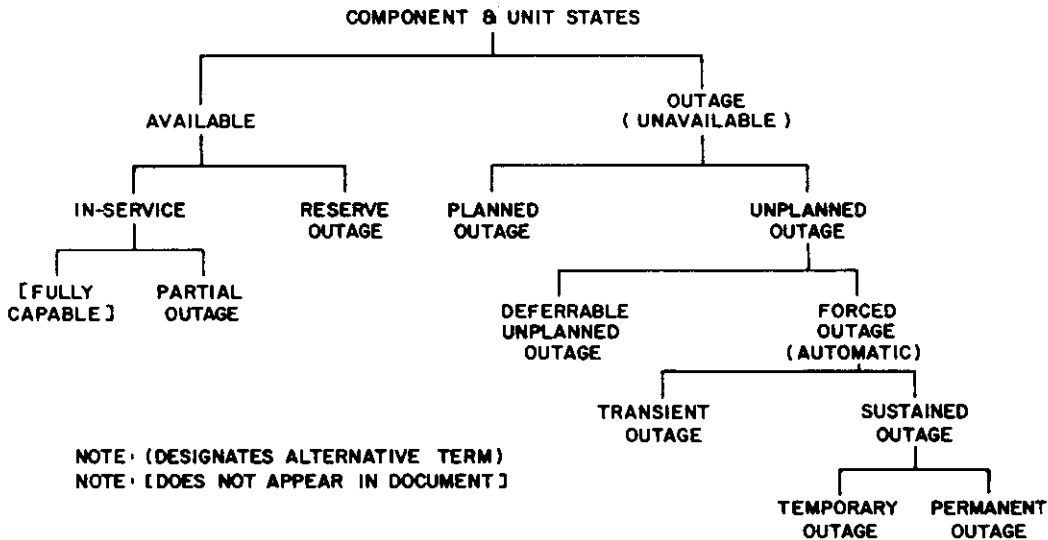 COMPONENT & UNIT STATES
AVAILABLE
OUTAGE
(UNAVAILABLE)
IN-SERVICE
RESERVE
OUTAGE
PLANNED
OUTAGE
UNPLANNED
OUTAGE
[FULLY
CAPABLE]
PARTIAL
OUTAGE
DEFERRABLE
UNPLANNED
OUTAGE
FORCED
OUTAGE
(AUTOMATIC)
TRANSIENT
OUTAGE
SUSTAINED
OUTAGE
TEMPORARY
OUTAGE
PERMANENT
OUTAGE
NOTE: (DESIGNATES ALTERNATIVE TERM)
NOTE: [DOES NOT APPEAR IN DOCUMENT]